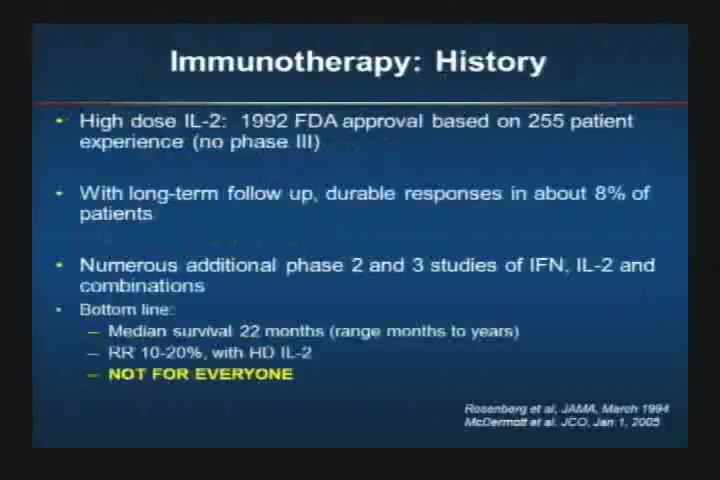 Immunotherapy: History
• High dose IL-2: 1992 FDA approval based on 255 patient
experience (no phase III)
• With long-term follow up, durable responses in about 8% of
patients
• Numerous additional phase 2 and 3 studies of IFN, IL-2 and
combinations
• Bottom line:
– Median survival 22 months (range months to years)
– RR 10-20%, with HD IL-2
– NOT FOR EVERYONE
Rosenberg et al, JAMA, March 1994
McDermott et al. JCO, Jan 1, 2005